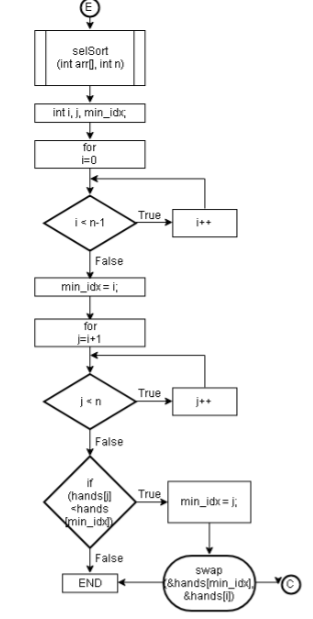 E
selSort
(int arr[], int n)
int i, j, min_idx;
for
i=0
i < n-1
True
i++
False
min_idx = i;
for
j=i+1
j < n
True
j++
False
if
(hands[j]
<hands
[min_idx])
True
min_idx = j;
False
END
swap
(&hands[min_idx],
&hands[i])
C